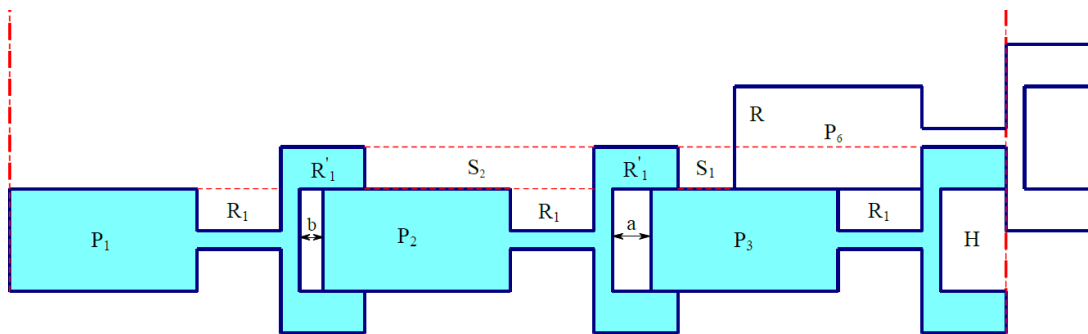 R
P₆
R'₁ S₂ R'₁ S₁
R₁ R₁ R₁
b a
P₁ P₂ P₃ H